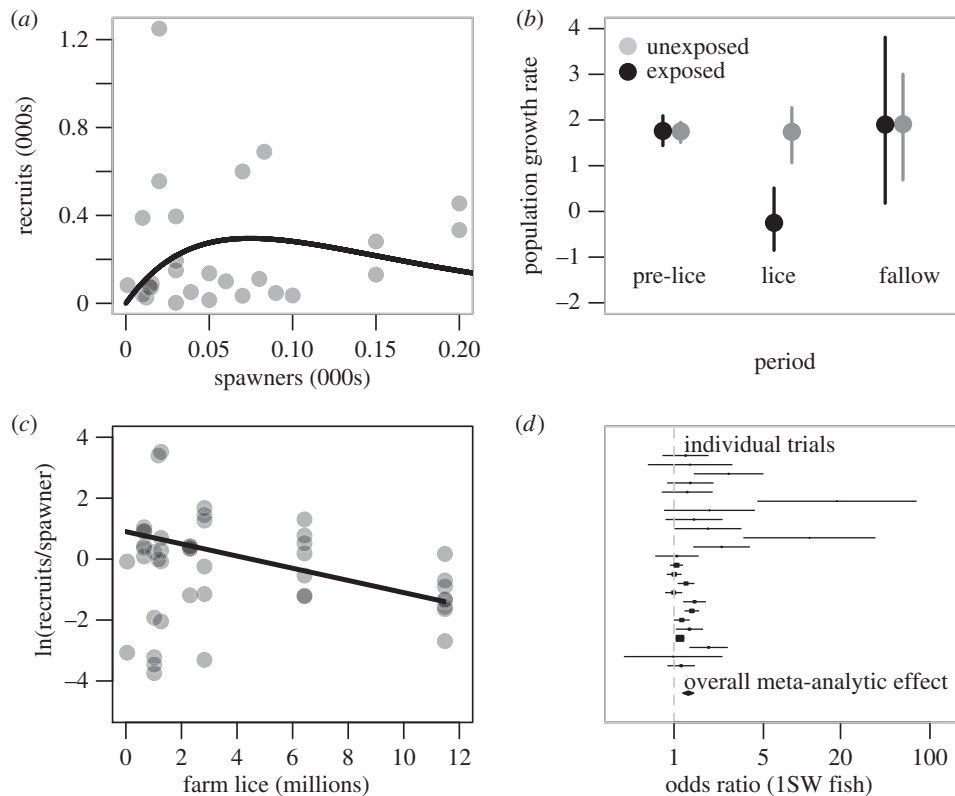 (a)
recruits (000s)
1.2
0.8
0.4
0
0 0.05 0.10 0.15 0.20
spawners (000s)
(b)
population growth rate
4
3
2
1
0
–1
–2
unexposed
exposed
pre-lice lice fallow
period
(c)
ln(recruits/spawner)
4
2
0
–2
–4
0 2 4 6 8 10 12
farm lice (millions)
(d)
individual trials
overall meta-analytic effect
1 5 20 100
odds ratio (1SW fish)